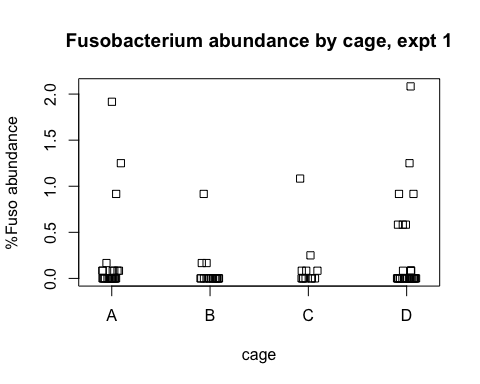 Fusobacterium abundance by cage, expt 1
%Fuso abundance
2.0
1.5
1.0
0.5
0.0
A B C D
cage